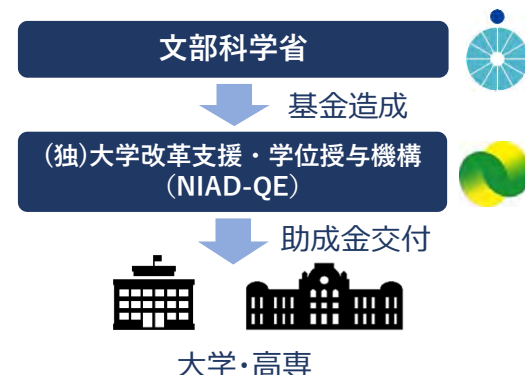 文部科学省
基金造成
(独)大学改革支援・学位授与機構
(NIAD-QE)
助成金交付
大学・高専